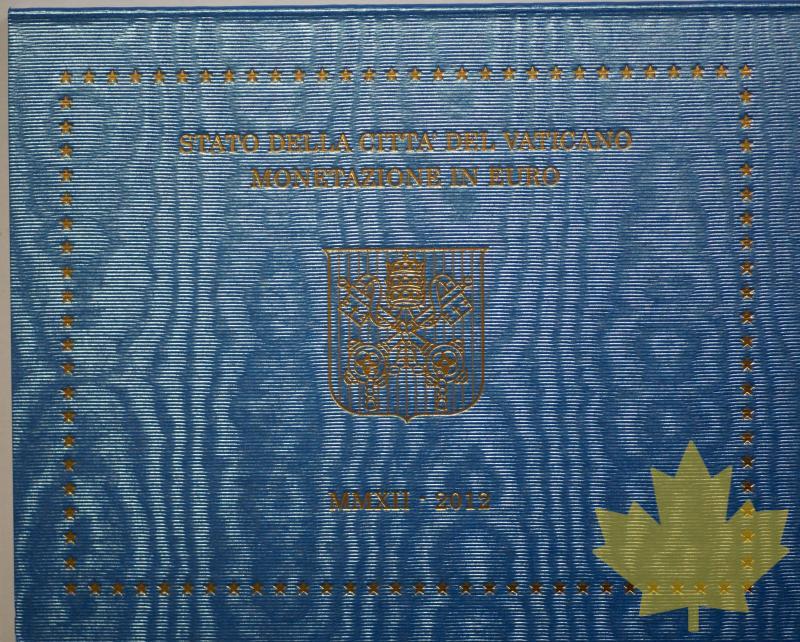 STATO DELLA CITTA' DEL VATICANO
MONETAZIONE IN EURO
MMXII - 2012